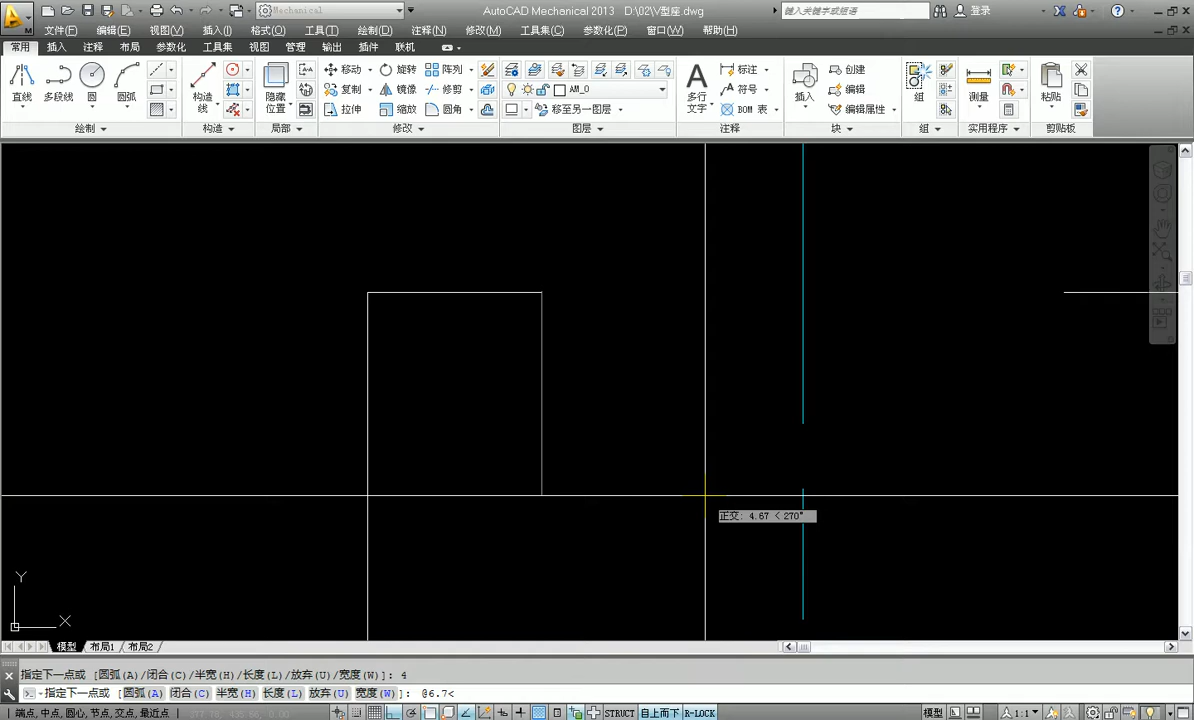 Mechanical
AutoCAD Mechanical 2013 D:\02\V型座.dwg
键入关键字或短语
登录
文件(F) 编辑(E) 视图(V) 插入(I) 格式(O) 工具(T) 绘制(D) 注释(N) 修改(M) 工具集(C) 参数化(P) 窗口(W) 帮助(H)
常用 插入 注释 布局 参数化 工具集 视图 管理 输出 插件 联机
移动 旋转 阵列
标注 创建
直线 多段线 圆 圆弧
构造线
隐藏位置
复制 镜像 修剪
AM_0
多行文字
符号
插入 编辑
组 测量 粘贴
拉伸 缩放 圆角
移至另一图层
BOM 表
编辑属性
绘制 构造 局部 修改 图层 注释 块 组 实用程序 剪贴板
正交: 4.67 < 270°
Y
X
模型 布局1 布局2
指定下一点或 [圆弧(A)/闭合(C)/半宽(H)/长度(L)/放弃(U)/宽度(W)]: 4
指定下一点或 [圆弧(A) 闭合(C) 半宽(H) 长度(L) 放弃(U) 宽度(W)]: @6.7<
端点, 中点, 圆心, 节点, 交点, 最近点
STRUCT 自上而下 R-LOCK
模型
1:1